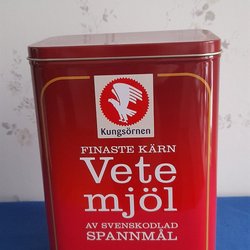 Kungsörnen
FINASTE KÄRN
Vete
mjöl
AV SVENSKODLAD
SPANNMÅL